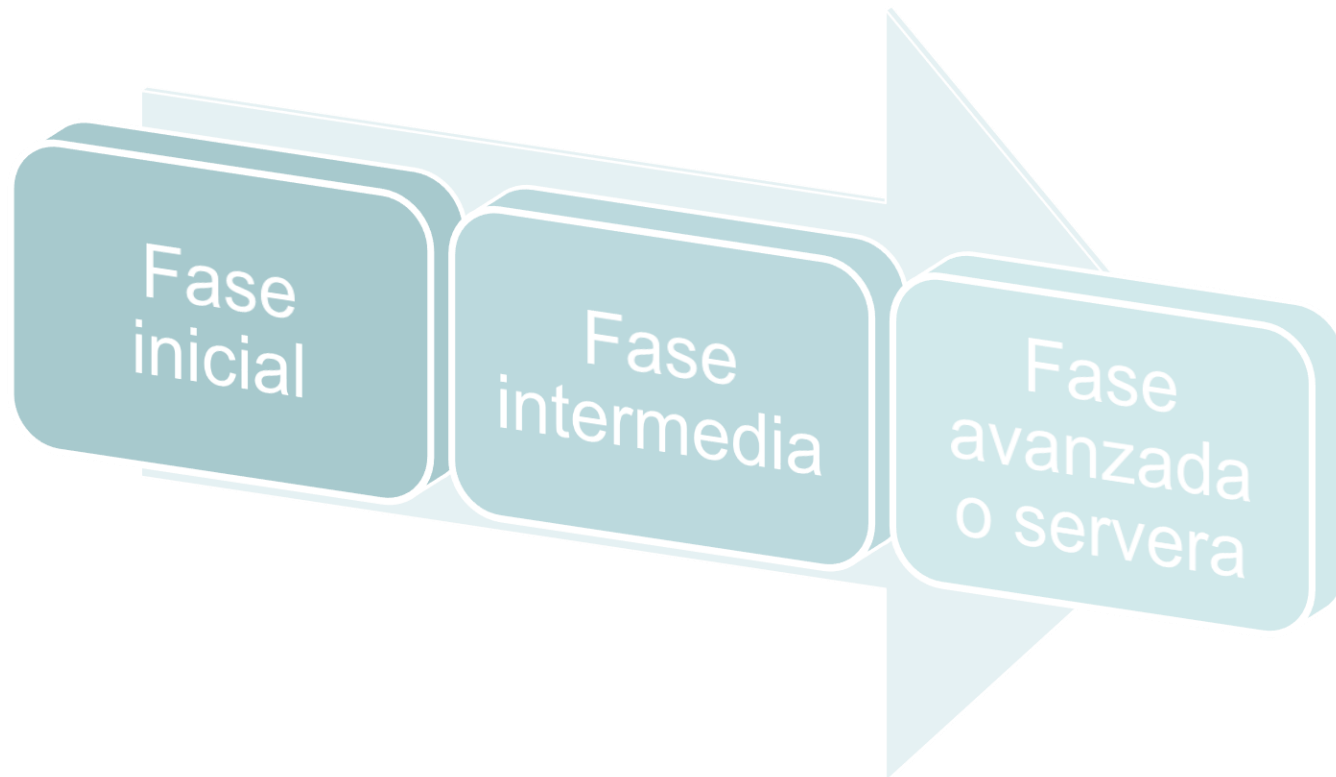 Fase
inicial
Fase
intermedia
Fase
avanzada
o servera